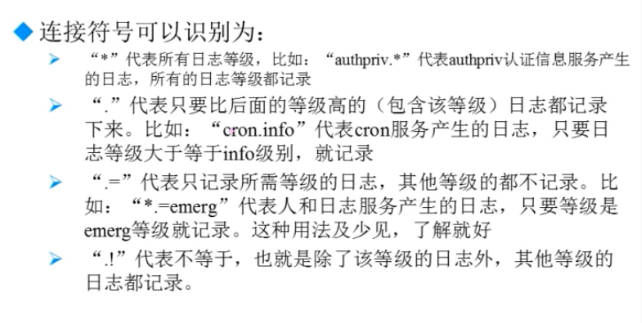 连接符号可以识别为：
“*”代表所有日志等级，比如：“authpriv.*”代表authpriv认证信息服务产生
的日志，所有的日志等级都记录
“.”代表只要比后面的等级高的（包含该等级）日志都记录
下来。比如：“cron.info”代表cron服务产生的日志，只要日
志等级大于等于info级别，就记录
“.=”代表只记录所需等级的日志，其他等级的都不记录。比
如：“*.=emerg”代表人和日志服务产生的日志，只要等级是
emerg等级就记录。这种用法及少见，了解就好
“.!”代表不等于，也就是除了该等级的日志外，其他等级的
日志都记录。